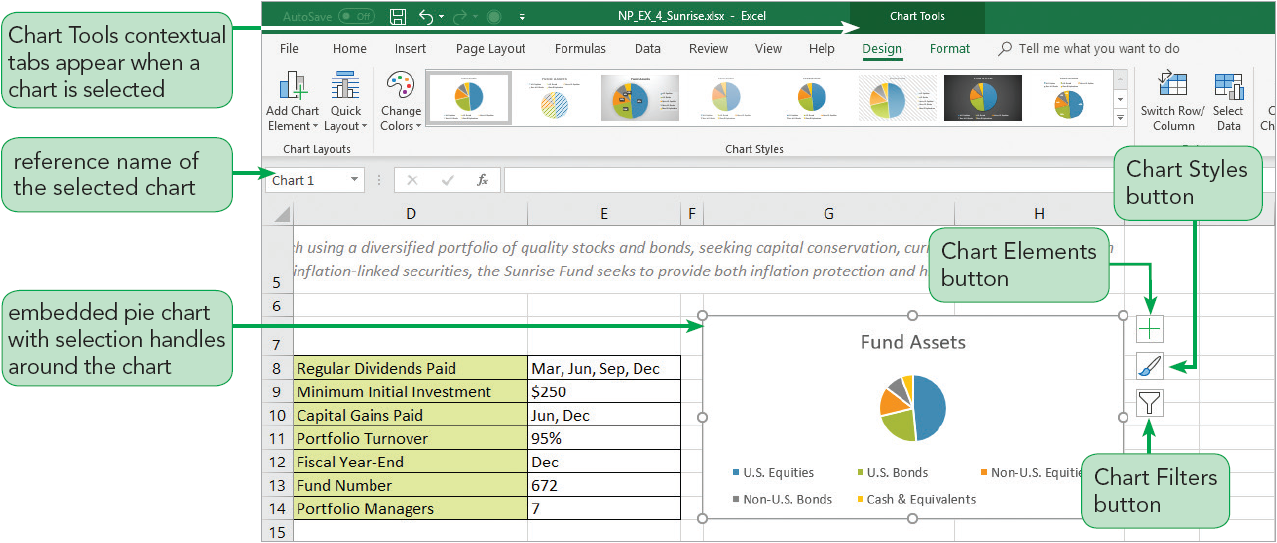 Chart Tools contextual
tabs appear when a
chart is selected
reference name of
the selected chart
embedded pie chart
with selection handles
around the chart
AutoSave Off
NP_EX_4_Sunrise.xlsx - Excel
Chart Tools
File Home Insert Page Layout Formulas Data Review View Help Design Format Tell me what you want to do
Add Chart
Element
Quick
Layout
Change
Colors
Switch Row/
Column
Select
Data
Chart Layouts
Chart Styles
Chart 1
fx
Chart Styles
button
Chart Elements
button
Chart Filters
button
D E F G H
5
h using a diversified portfolio of quality stocks and bonds, seeking capital conservation,
inflation-linked securities, the Sunrise Fund seeks to provide both inflation protection and
6
7
8 Regular Dividends Paid Mar, Jun, Sep, Dec
9 Minimum Initial Investment $250
10 Capital Gains Paid Jun, Dec
11 Portfolio Turnover 95%
12 Fiscal Year-End Dec
13 Fund Number 672
14 Portfolio Managers 7
15
Fund Assets
U.S. Equities U.S. Bonds Non-U.S. Equitie
Non-U.S. Bonds Cash & Equivalents